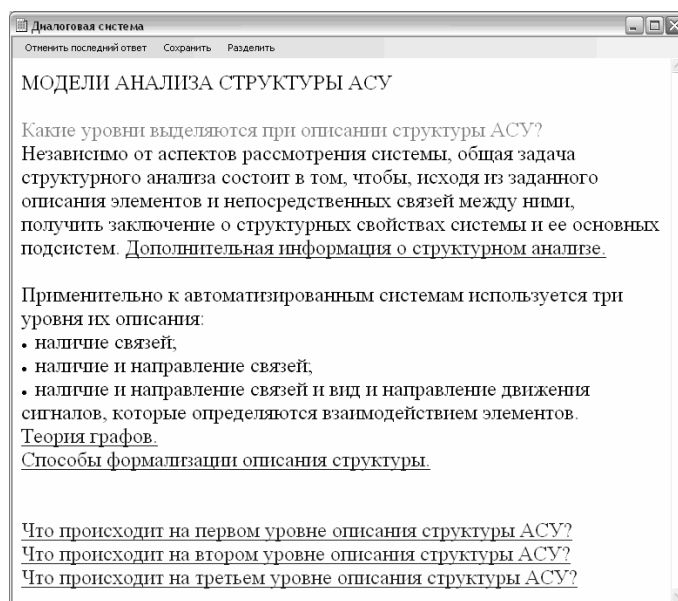 Диалоговая система
Отменить последний ответ Сохранить Разделить
МОДЕЛИ АНАЛИЗА СТРУКТУРЫ АСУ
Какие уровни выделяются при описании структуры АСУ?
Независимо от аспектов рассмотрения системы, общая задача
структурного анализа состоит в том, чтобы, исходя из заданного
описания элементов и непосредственных связей между ними,
получить заключение о структурных свойствах системы и ее основных
подсистем. Дополнительная информация о структурном анализе.
Применительно к автоматизированным системам используется три
уровня их описания:
• наличие связей;
• наличие и направление связей;
• наличие и направление связей и вид и направление движения
сигналов, которые определяются взаимодействием элементов.
Теория графов.
Способы формализации описания структуры.
Что происходит на первом уровне описания структуры АСУ?
Что происходит на втором уровне описания структуры АСУ?
Что происходит на третьем уровне описания структуры АСУ?